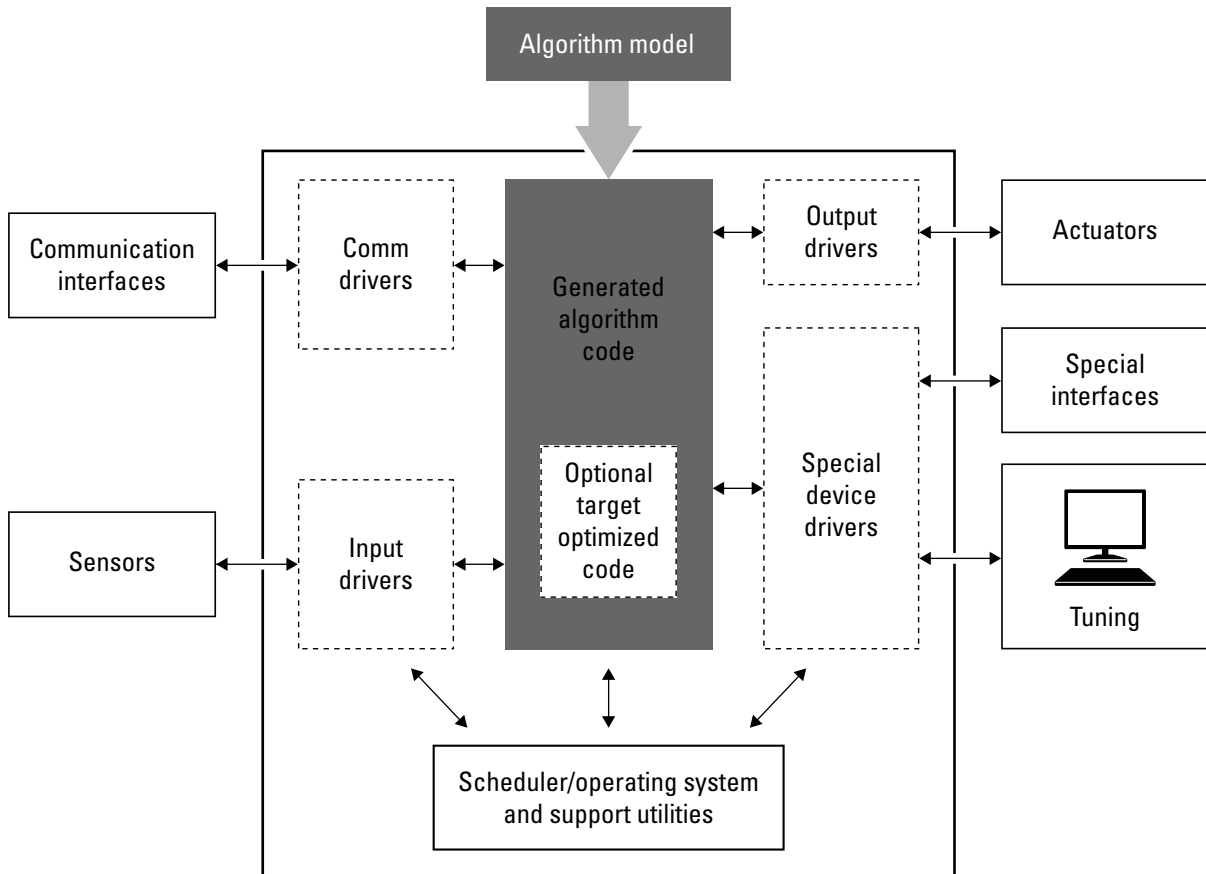 Algorithm model
Communication
interfaces
Comm
drivers
Generated
algorithm
code
Output
drivers
Actuators
Special
interfaces
Sensors
Input
drivers
Optional
target
optimized
code
Special
device
drivers
Tuning
Scheduler/operating system
and support utilities